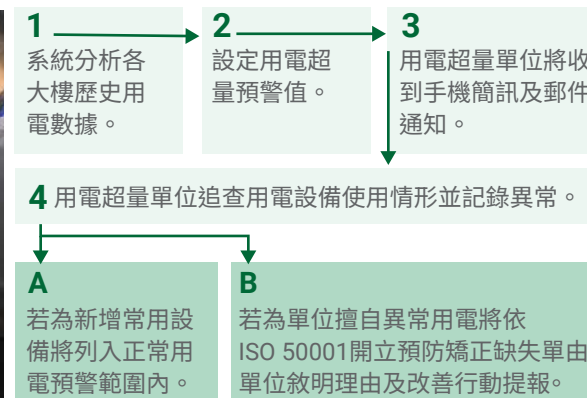 1
系統分析各
大樓歷史用
電數據。
2
設定用電超
量預警值。
3
用電超量單位將收
到手機簡訊及郵件
通知。
4 用電超量單位追查用電設備使用情形並記錄異常。
A
若為新增常用設
備將列入正常用
電預警範圍內。
B
若為單位擅自異常用電將依
ISO 50001開立預防矯正缺失單由
單位敘明理由及改善行動提報。